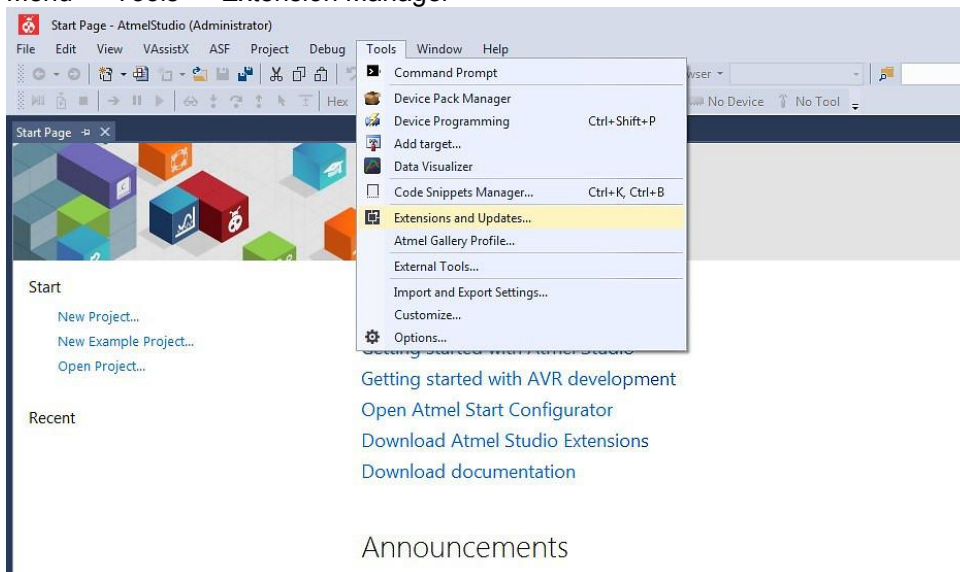 Start Page - AtmelStudio (Administrator)
File Edit View VAssistX ASF Project Debug Tools Window Help
Hex
No Device No Tool
Start Page
Command Prompt
Device Pack Manager
Device Programming Ctrl+Shift+P
Add target...
Data Visualizer
Code Snippets Manager... Ctrl+K, Ctrl+B
Extensions and Updates...
Atmel Gallery Profile...
External Tools...
Import and Export Settings...
Customize...
Options...
Start
New Project...
New Example Project...
Open Project...
Recent
Getting started with AVR development
Open Atmel Start Configurator
Download Atmel Studio Extensions
Download documentation
Announcements